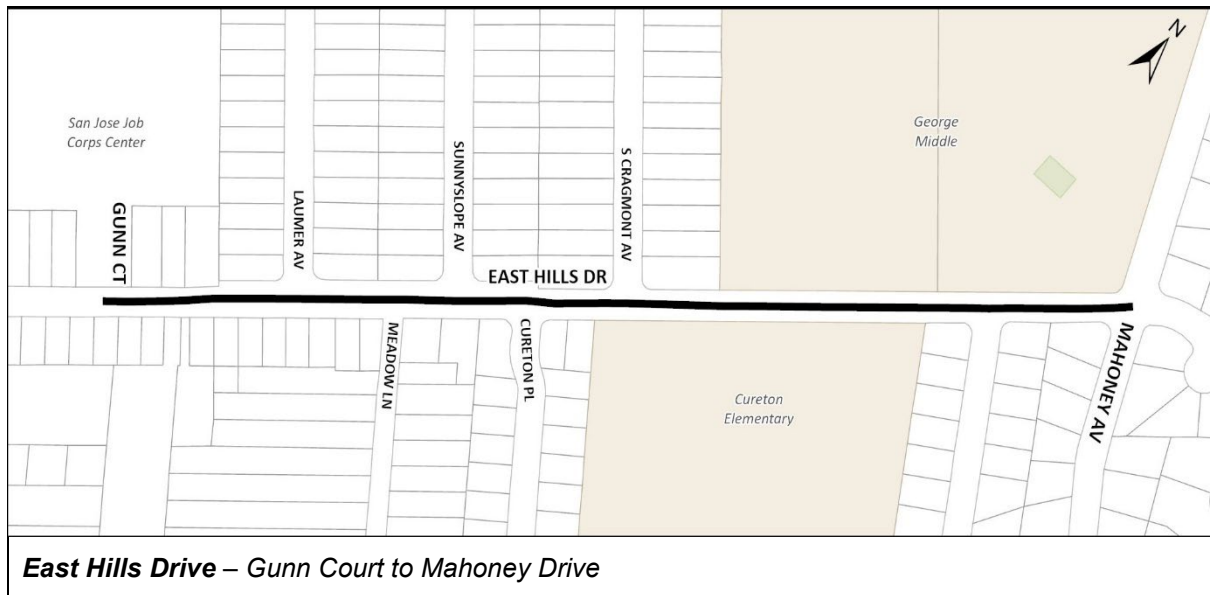 N
San Jose Job
Corps Center
George
Middle
GUNN CT
LAUMER AV
SUNNYSLOPE AV
S CRAGMONT AV
EAST HILLS DR
MEADOW LN
CURETON PL
MAHONEY AV
Cureton
Elementary
East Hills Drive – Gunn Court to Mahoney Drive